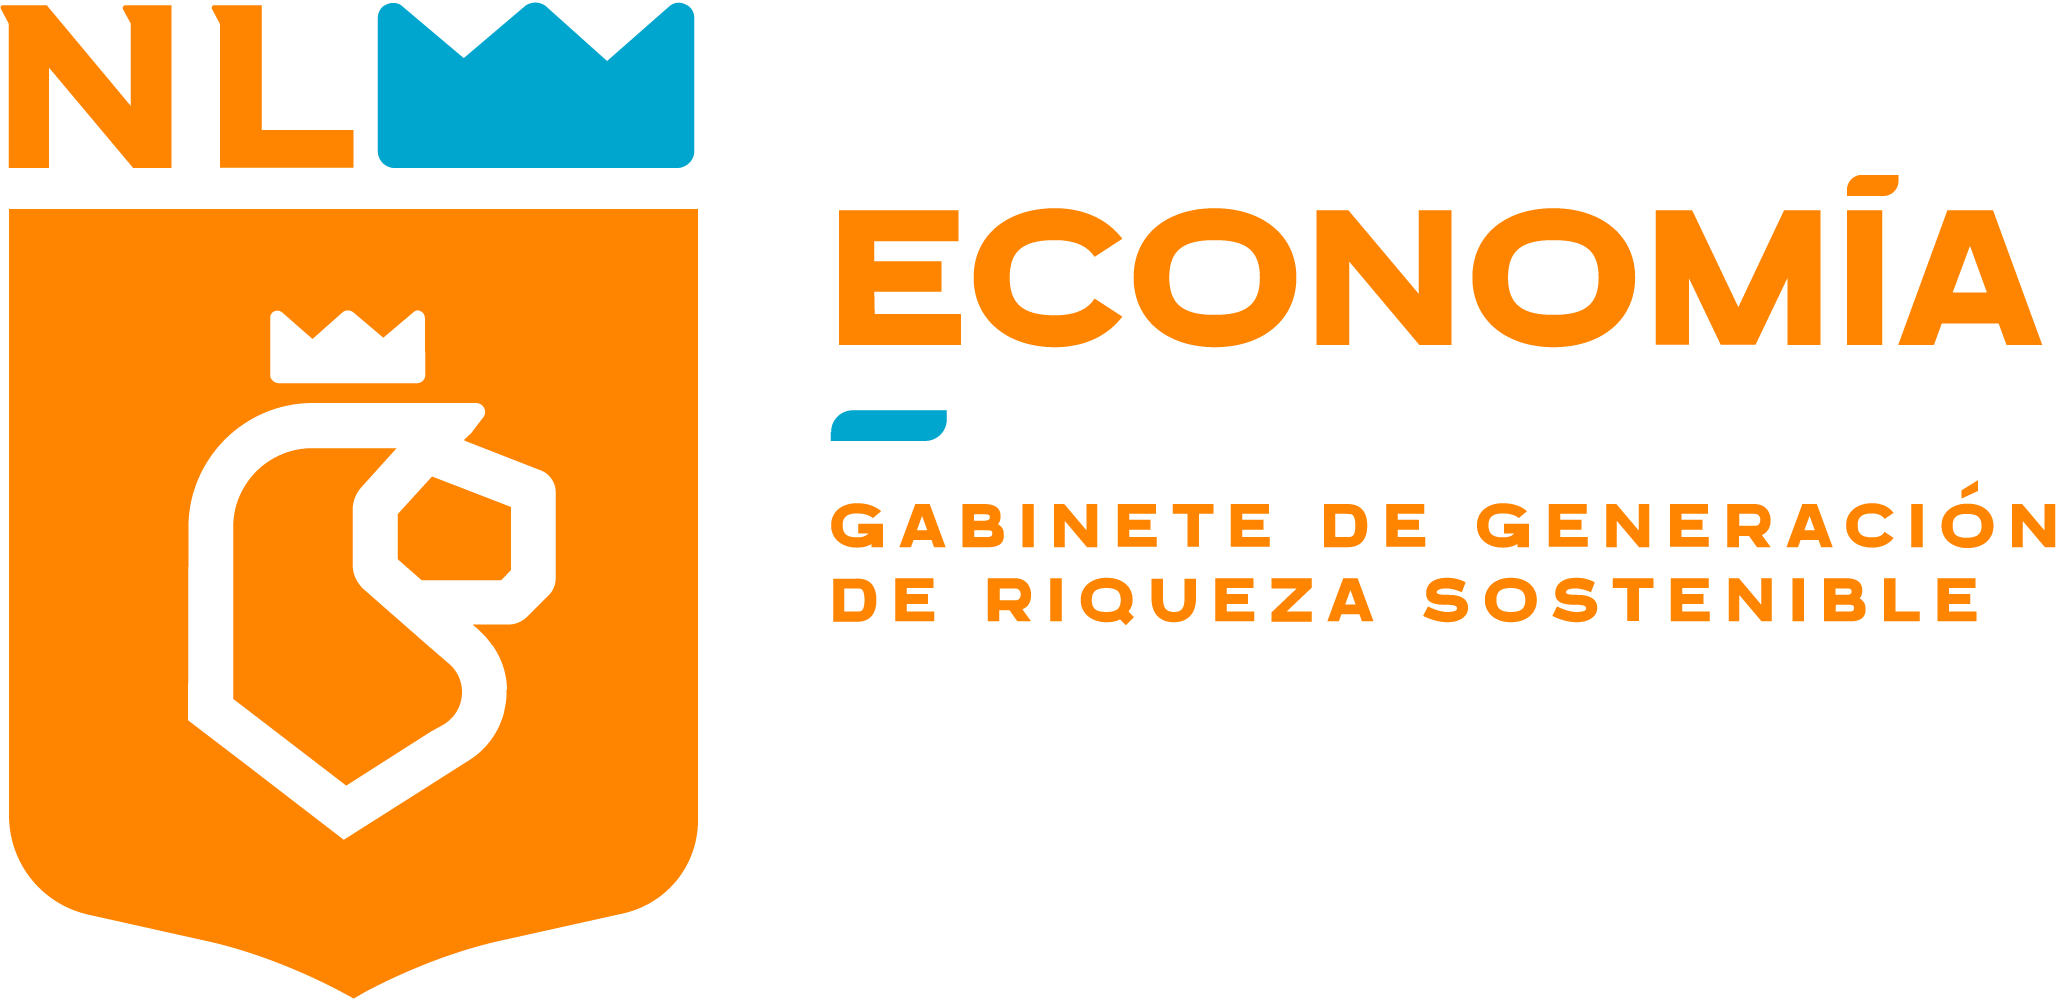 NL
ECONOMÍA
GABINETE DE GENERACIÓN
DE RIQUEZA SOSTENIBLE